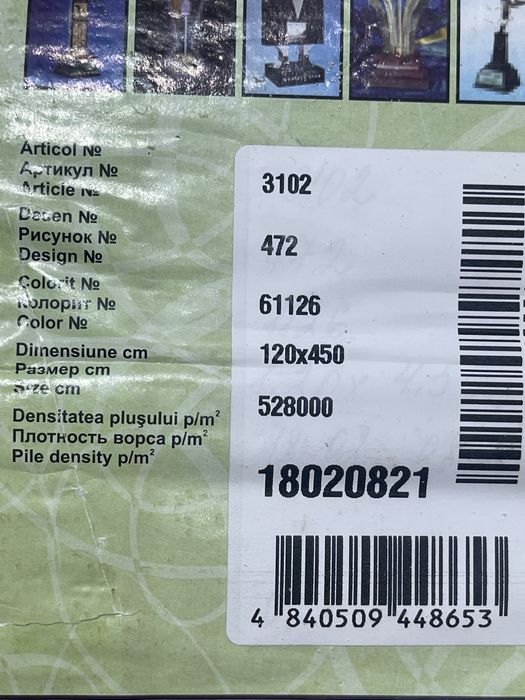 Articol №
Артикул №
Article №
3102
Desen №
Рисунок №
Design №
472
Colorit №
Колорит №
Color №
61126
Dimensiune cm
Размер cm
Size cm
120x450
Densitatea pluşului p/m²
Плотность ворса p/m²
Pile density p/m²
528000
18020821
4 840509 448653